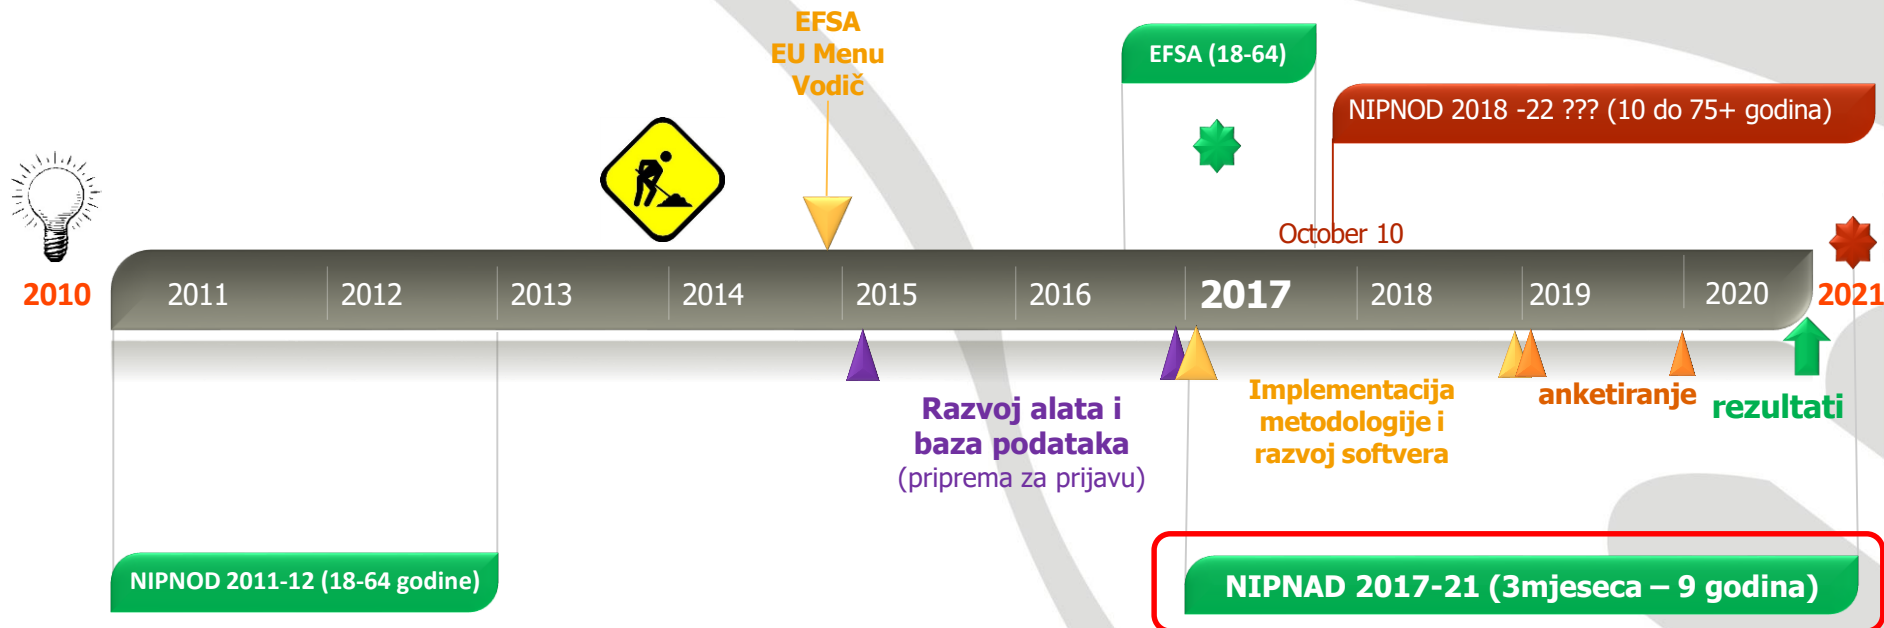 EFSA
EU Menu
Vodič
EFSA (18-64)
NIPNOD 2018 -22 ??? (10 do 75+ godina)
October 10
2010
2011
2012
2013
2014
2015
2016
2017
2018
2019
2020
2021
Razvoj alata i
baza podataka
(priprema za prijavu)
Implementacija
metodologije i
razvoj softvera
anketiranje
rezultati
NIPNOD 2011-12 (18-64 godine)
NIPNAD 2017-21 (3mjeseca – 9 godina)